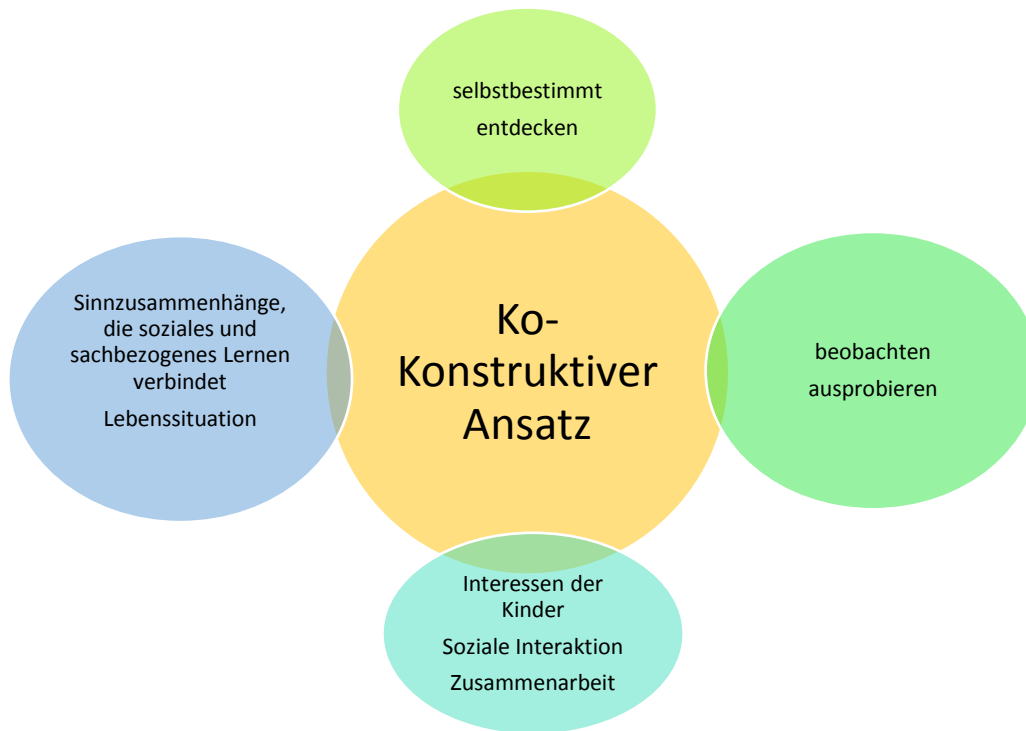 selbstbestimmt
entdecken
Sinnzusammenhänge,
die soziales und
sachbezogenes Lernen
verbindet
Lebenssituation
Ko-
Konstruktiver
Ansatz
beobachten
ausprobieren
Interessen der
Kinder
Soziale Interaktion
Zusammenarbeit